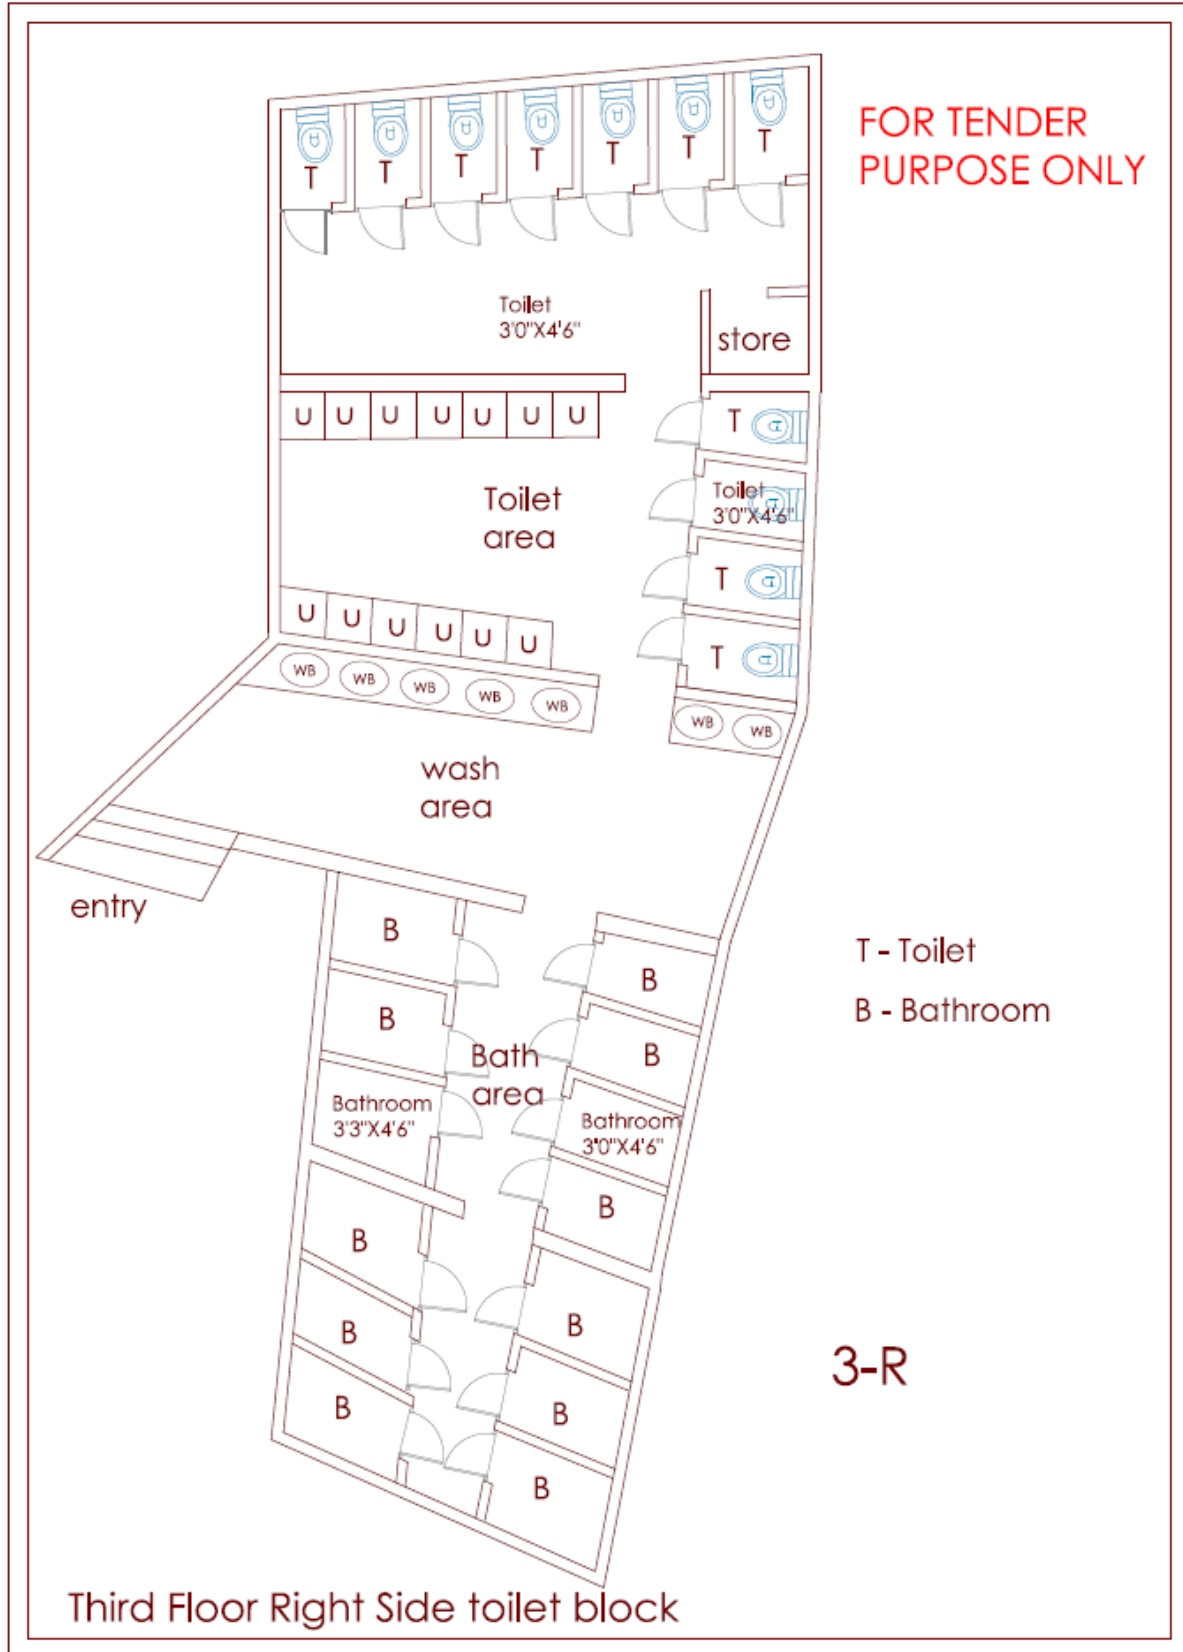 FOR TENDER
PURPOSE ONLY
T T T T T T T
Toilet
3'0"X4'6"
store
U U U U U U U
T
Toilet
3'0"X4'6"
Toilet
area
T
U U U U U U
T
WB WB WB WB WB
WB WB
wash
area
entry
B
B
T - Toilet
B
B
B - Bathroom
Bath
area
Bathroom
3'3"X4'6"
Bathroom
3'0"X4'6"
B
B
B
B
3-R
B
B
B
Third Floor Right Side toilet block